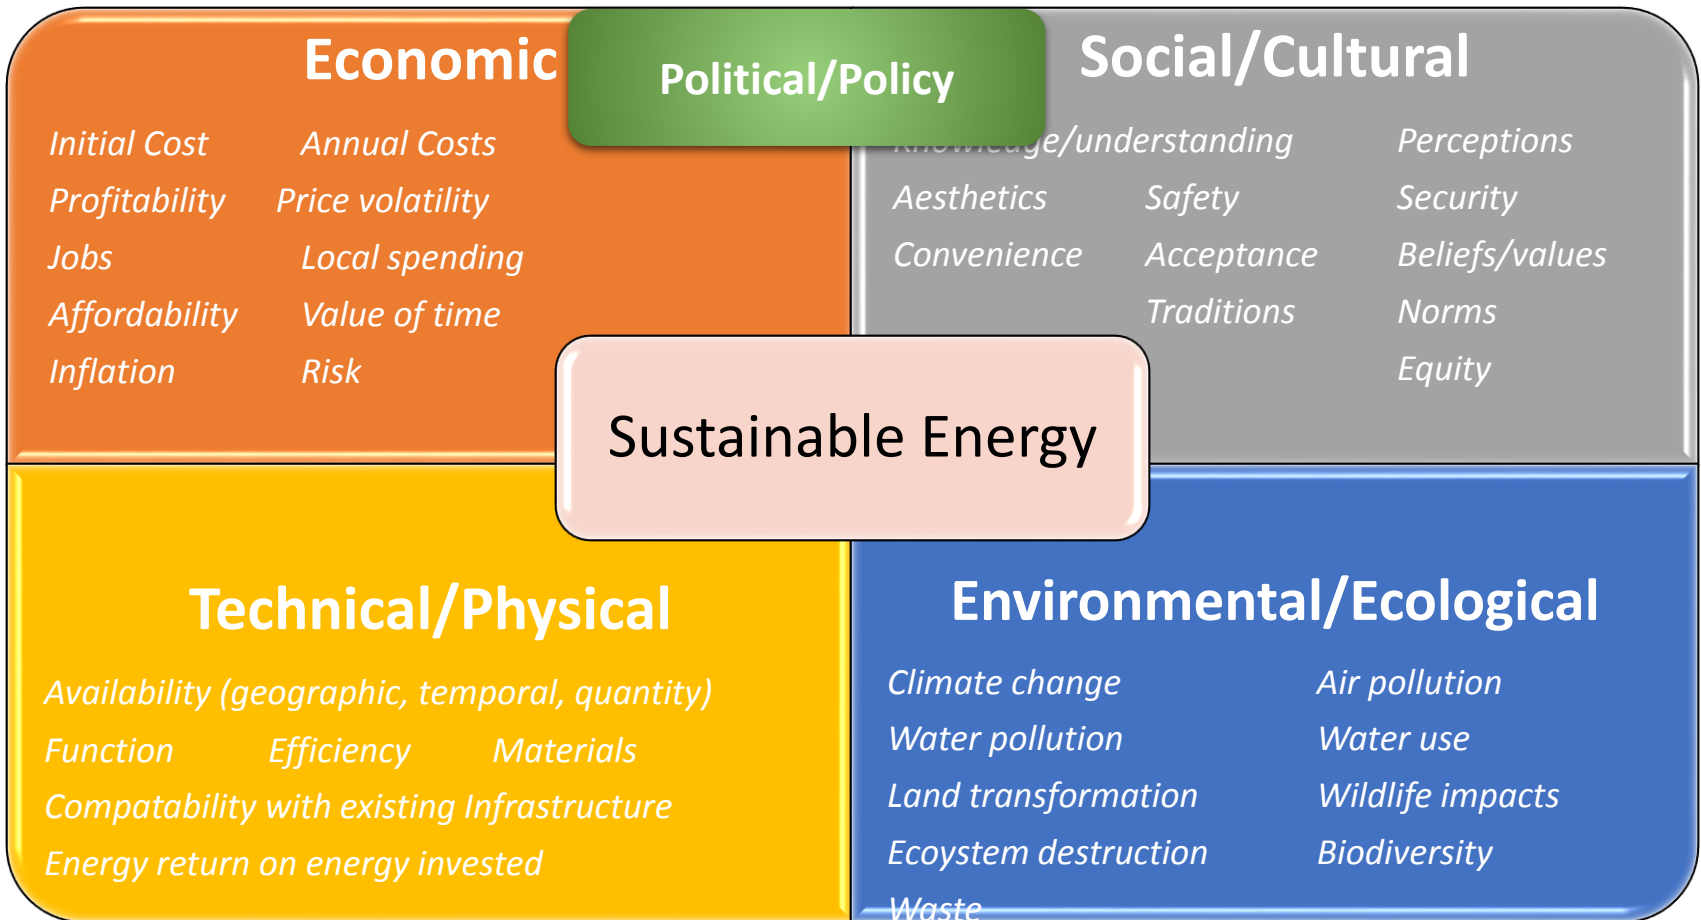 Economic
Initial Cost Annual Costs
Profitability Price volatility
Jobs Local spending
Affordability Value of time
Inflation Risk
Political/Policy
Social/Cultural
Knowledge/understanding Perceptions
Aesthetics Safety Security
Convenience Acceptance Beliefs/values
Traditions Norms
Equity
Sustainable Energy
Technical/Physical
Availability (geographic, temporal, quantity)
Function Efficiency Materials
Compatability with existing Infrastructure
Energy return on energy invested
Environmental/Ecological
Climate change Air pollution
Water pollution Water use
Land transformation Wildlife impacts
Ecoystem destruction Biodiversity
Waste